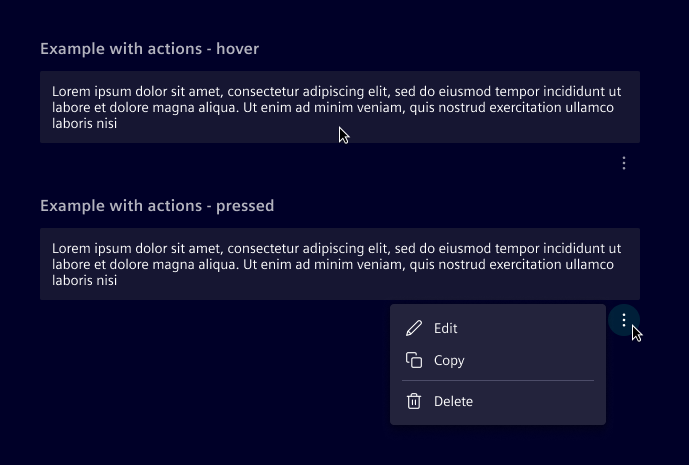 Example with actions - hover
Lorem ipsum dolor sit amet, consectetur adipiscing elit, sed do eiusmod tempor incididunt ut
labore et dolore magna aliqua. Ut enim ad minim veniam, quis nostrud exercitation ullamco
laboris nisi
Example with actions - pressed
Lorem ipsum dolor sit amet, consectetur adipiscing elit, sed do eiusmod tempor incididunt ut
labore et dolore magna aliqua. Ut enim ad minim veniam, quis nostrud exercitation ullamco
laboris nisi
Edit
Copy
Delete